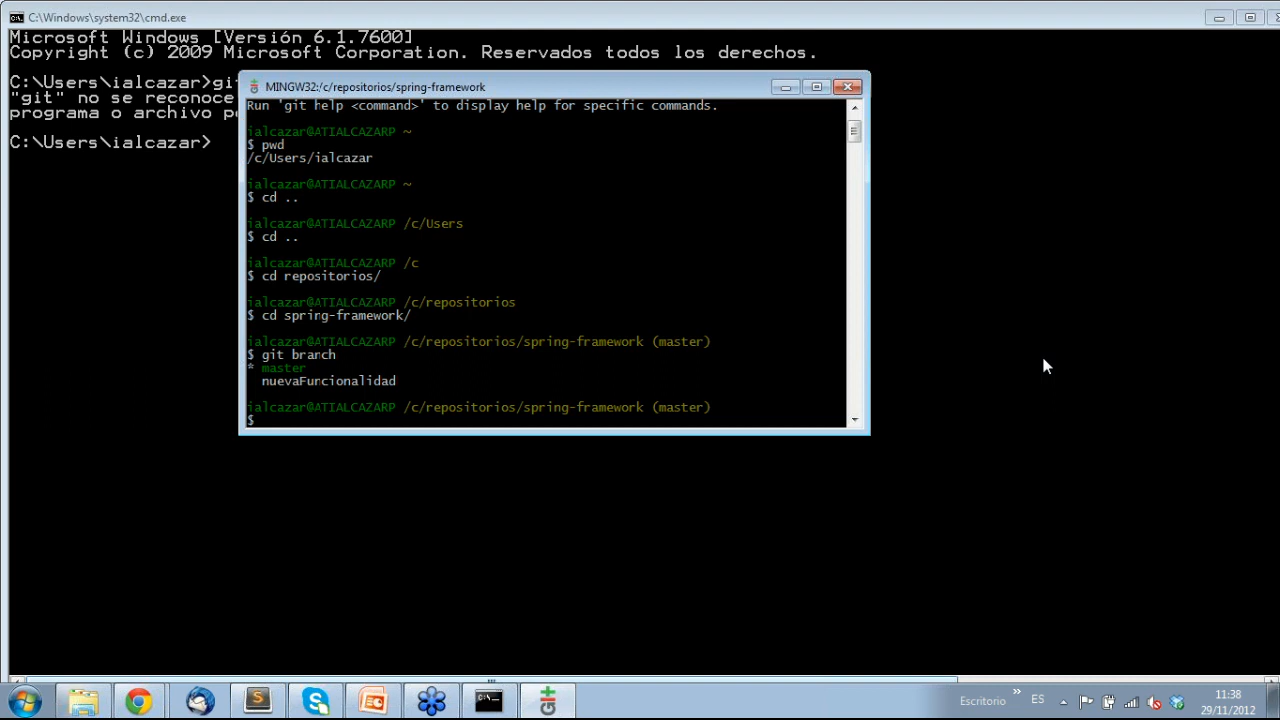 C:\Windows\system32\cmd.exe
Microsoft Windows [Versión 6.1.7600]
Copyright (c) 2009 Microsoft Corporation. Reservados todos los derechos.
C:\Users\ialcazar>git
"git" no se reconoce
programa o archivo
C:\Users\ialcazar>
MINGW32:/c/repositorios/spring-framework
Run 'git help <command>' to display help for specific commands.
ialcazar@ATIALCAZARP ~
$ pwd
/c/Users/ialcazar
ialcazar@ATIALCAZARP ~
$ cd ..
ialcazar@ATIALCAZARP /c/Users
$ cd ..
ialcazar@ATIALCAZARP /c
$ cd repositorios/
ialcazar@ATIALCAZARP /c/repositorios
$ cd spring-framework/
ialcazar@ATIALCAZARP /c/repositorios/spring-framework (master)
$ git branch
* master
nuevaFuncionalidad
ialcazar@ATIALCAZARP /c/repositorios/spring-framework (master)
$
Escritorio » ES 11:38
29/11/2012